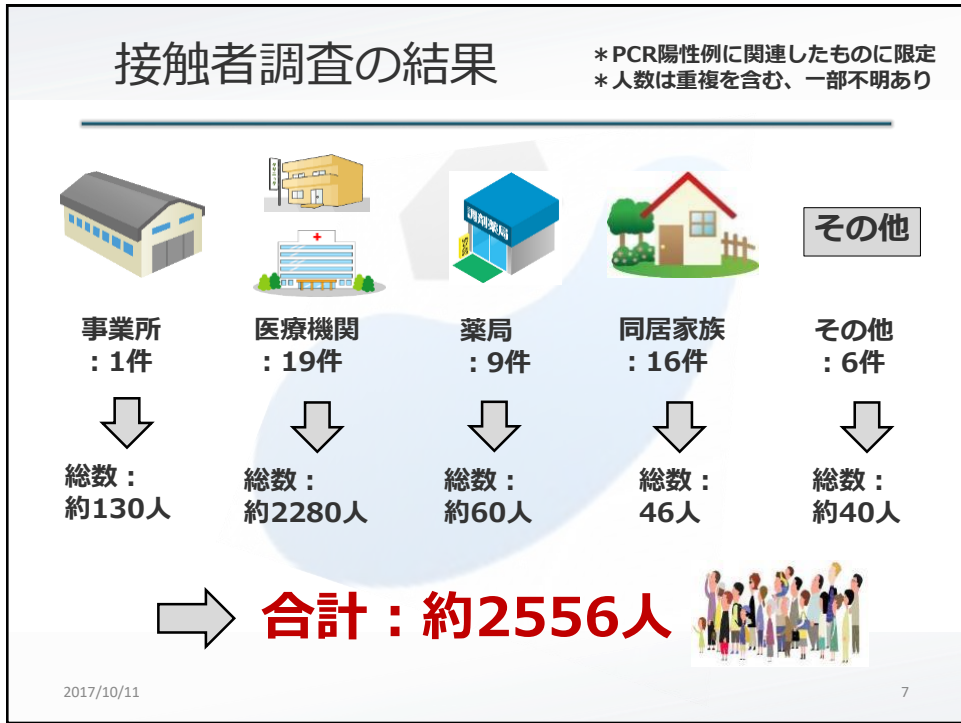 接触者調査の結果
＊PCR陽性例に関連したものに限定
＊人数は重複を含む、一部不明あり
調剤薬局
その他
事業所
：1件
医療機関
：19件
薬局
：9件
同居家族
：16件
その他
：6件
総数：
約130人
総数：
約2280人
総数：
約60人
総数：
46人
総数：
約40人
合計：約2556人
2017/10/11
7